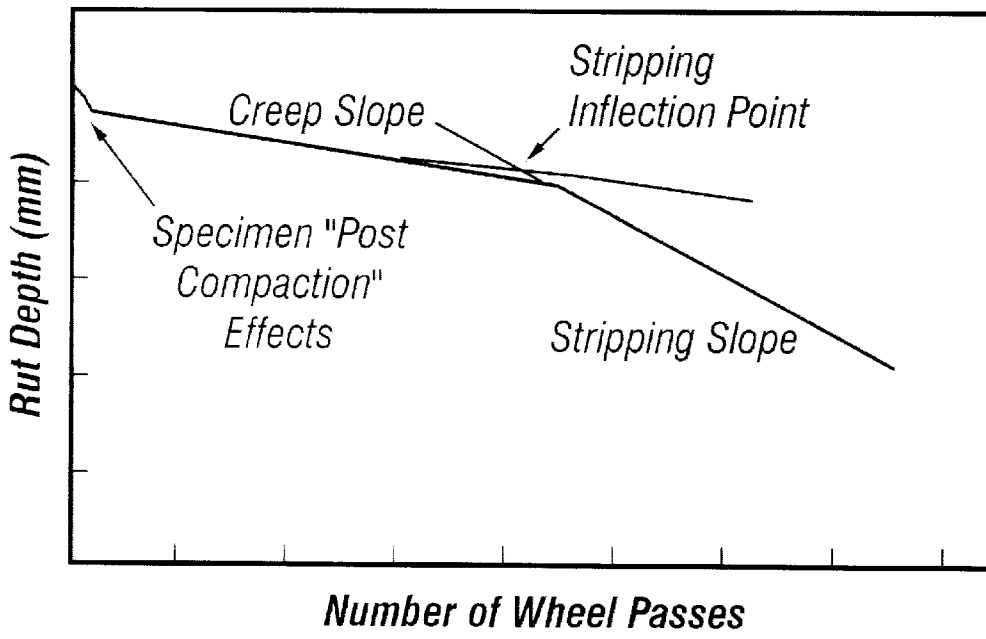 Stripping
Inflection Point
Creep Slope
Specimen "Post
Compaction"
Effects
Stripping Slope
Rut Depth (mm)
Number of Wheel Passes